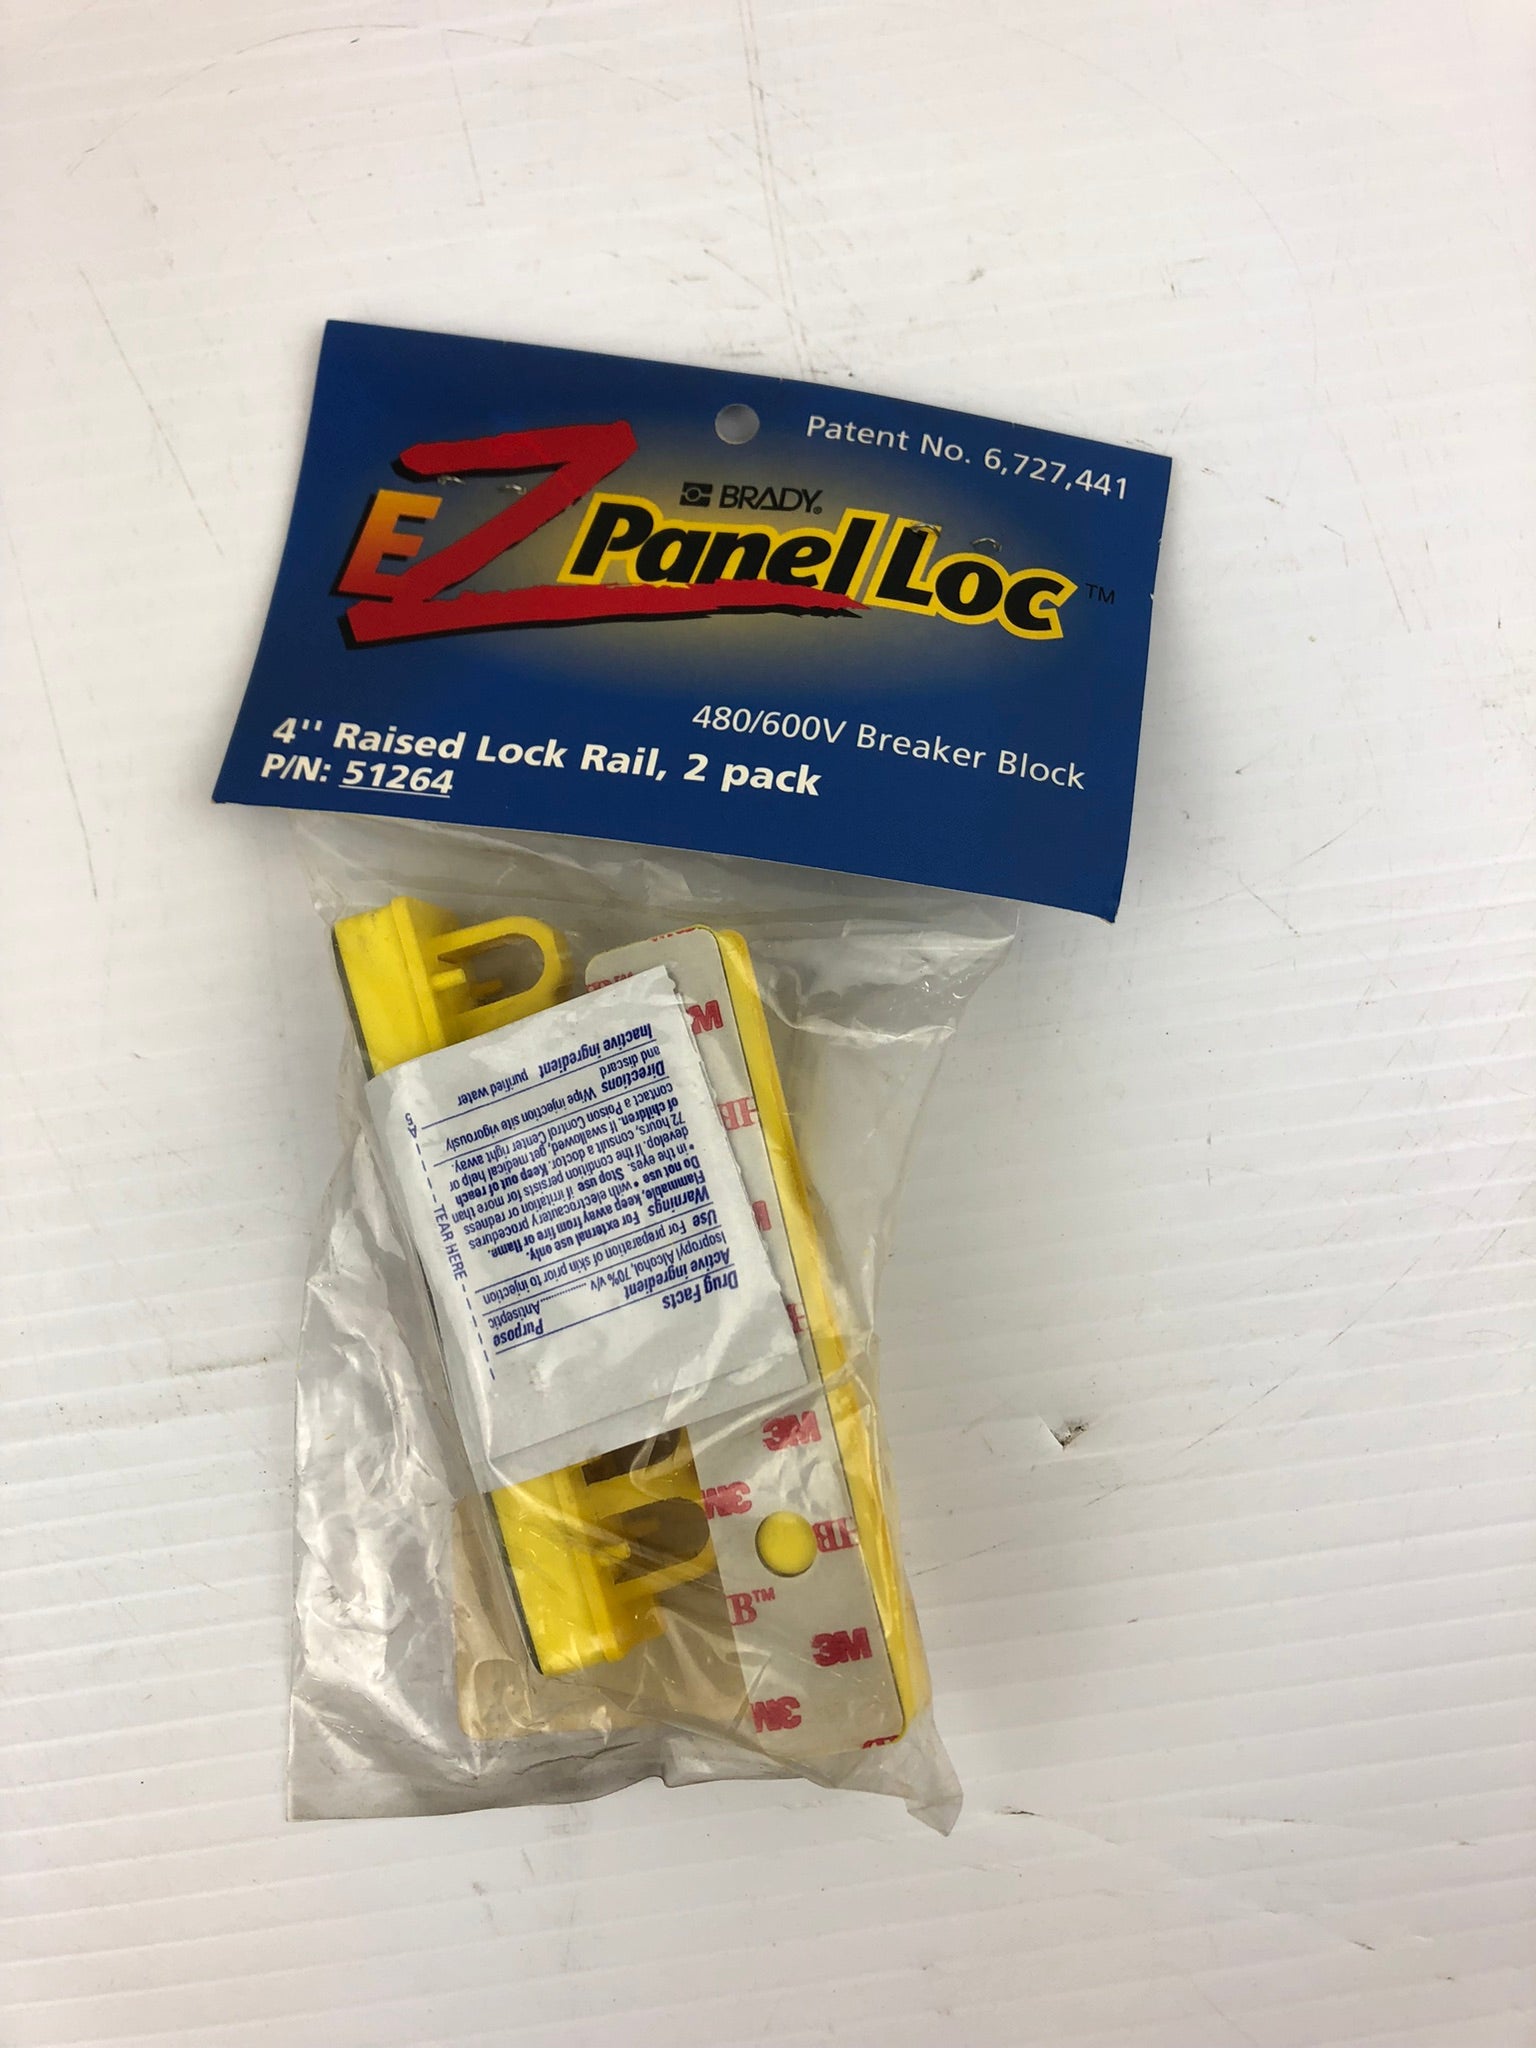 Patent No. 6,727,441
BRADY®
EZ Panel Loc™
480/600V Breaker Block
4'' Raised Lock Rail, 2 pack
P/N: 51264
Drug Facts
Active ingredient Purpose
Isopropyl Alcohol, 70% v/v ............ Antiseptic
Use For preparation of skin prior to injection
Warnings For external use only.
Flammable, keep away from fire or flame.
Do not use • with electrocautery procedures
• in the eyes. Stop use if irritation or redness
develop. If the condition persists for more than
72 hours, consult a doctor. Keep out of reach
of children. If swallowed, get medical help or
contact a Poison Control Center right away.
Directions Wipe injection site vigorously
and discard
Inactive ingredient purified water
TEAR HERE
3M
3M
3M
3M
3M
HB
HB
B™